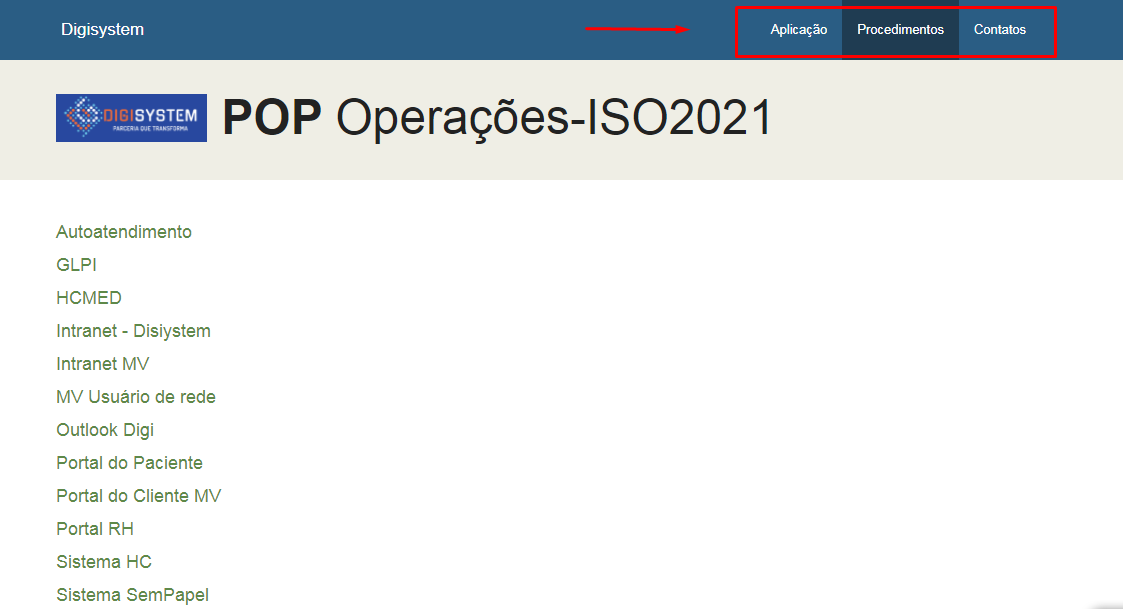 Digisystem
Aplicação Procedimentos Contatos
DIGISYSTEM
PARCERIA QUE TRANSFORMA
POP Operações-ISO2021
Autoatendimento
GLPI
HCMED
Intranet - Disiystem
Intranet MV
MV Usuário de rede
Outlook Digi
Portal do Paciente
Portal do Cliente MV
Portal RH
Sistema HC
Sistema SemPapel